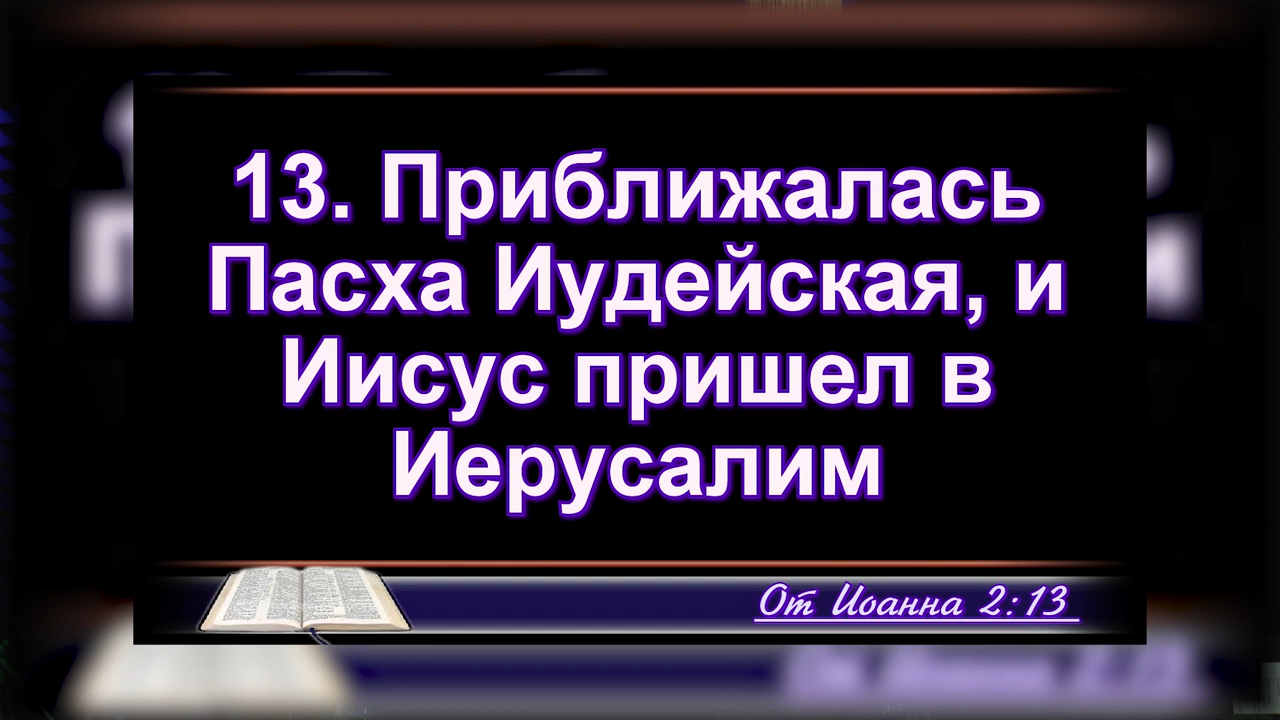 13. Приближалась
Пасха Иудейская, и
Иисус пришел в
Иерусалим
От Иоанна 2:13